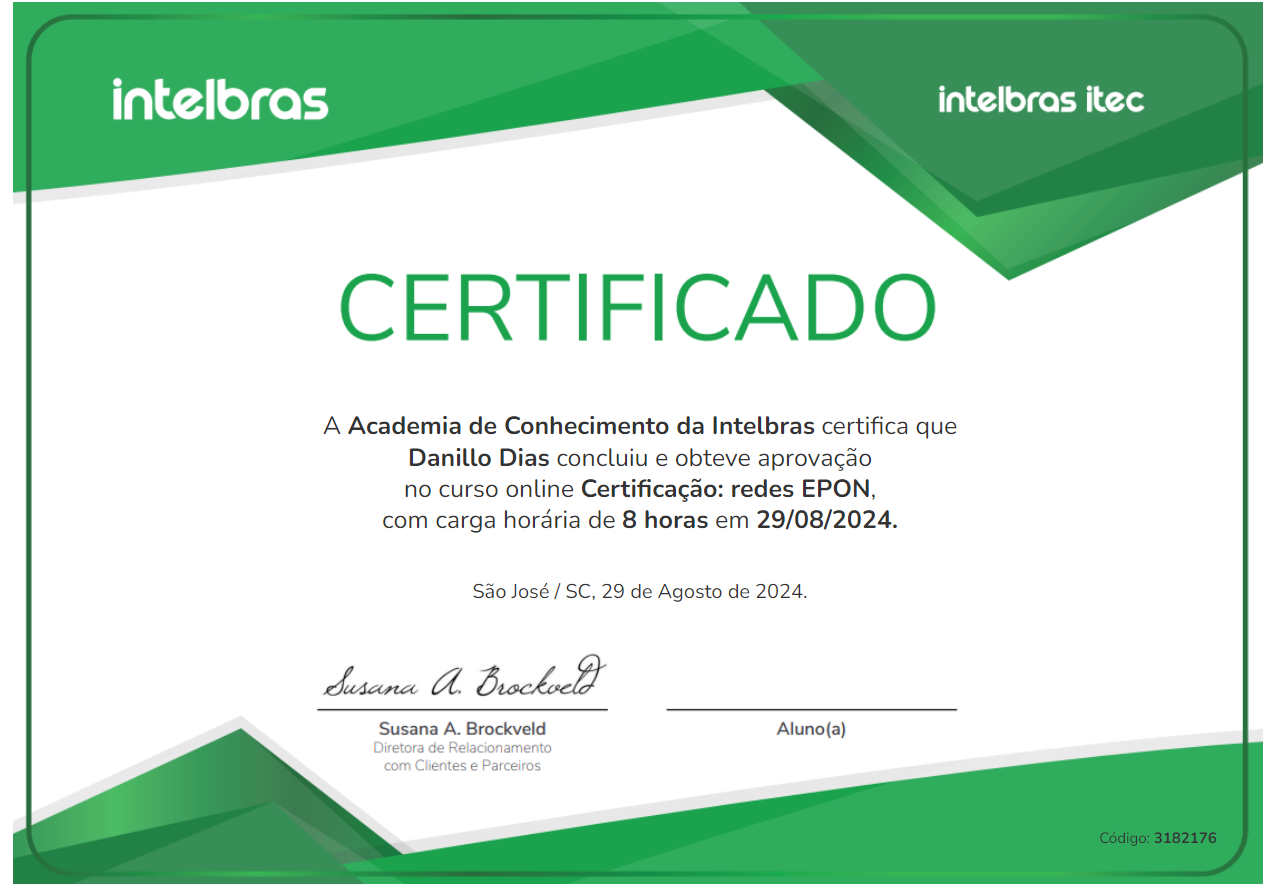 intelbras
intelbras itec
CERTIFICADO
A Academia de Conhecimento da Intelbras certifica que
Danillo Dias concluiu e obteve aprovação
no curso online Certificação: redes EPON,
com carga horária de 8 horas em 29/08/2024.
São José / SC, 29 de Agosto de 2024.
Susana A. Brockveld
Susana A. Brockveld
Diretora de Relacionamento
com Clientes e Parceiros
Aluno(a)
Código: 3182176